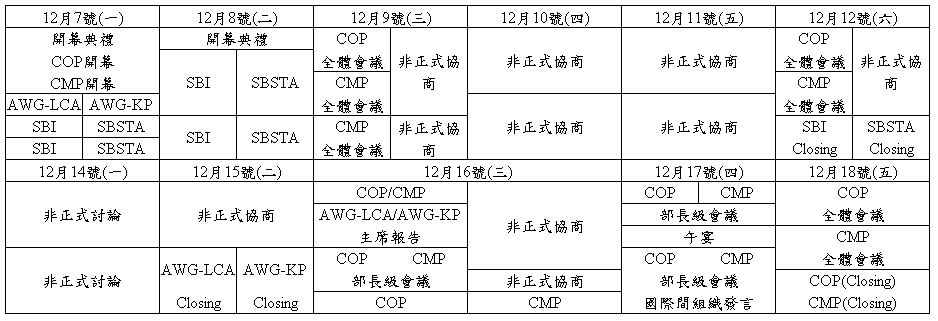 12月7號(一) 12月8號(二) 12月9號(三) 12月10號(四) 12月11號(五) 12月12號(六)
開幕典禮
COP開幕
CMP開幕
AWG-LCA AWG-KP
SBI SBSTA
SBI SBSTA
開幕典禮
SBI SBSTA
SBI SBSTA
COP
全體會議
CMP
全體會議
CMP
全體會議
非正式協
商
非正式協
商
非正式協商
非正式協商
非正式協商
非正式協商
COP
全體會議
CMP
全體會議
非正式協
商
SBI
Closing
SBSTA
Closing
12月14號(一) 12月15號(二) 12月16號(三) 12月17號(四) 12月18號(五)
非正式討論
非正式討論
非正式協商
AWG-LCA
Closing
AWG-KP
Closing
COP/CMP
AWG-LCA/AWG-KP
主席報告
COP CMP
部長級會議
COP
非正式協商
非正式協商
CMP
COP CMP
部長級會議
午宴
COP CMP
部長級會議
國際間組織發言
COP
全體會議
CMP
全體會議
COP(Closing)
CMP(Closing)